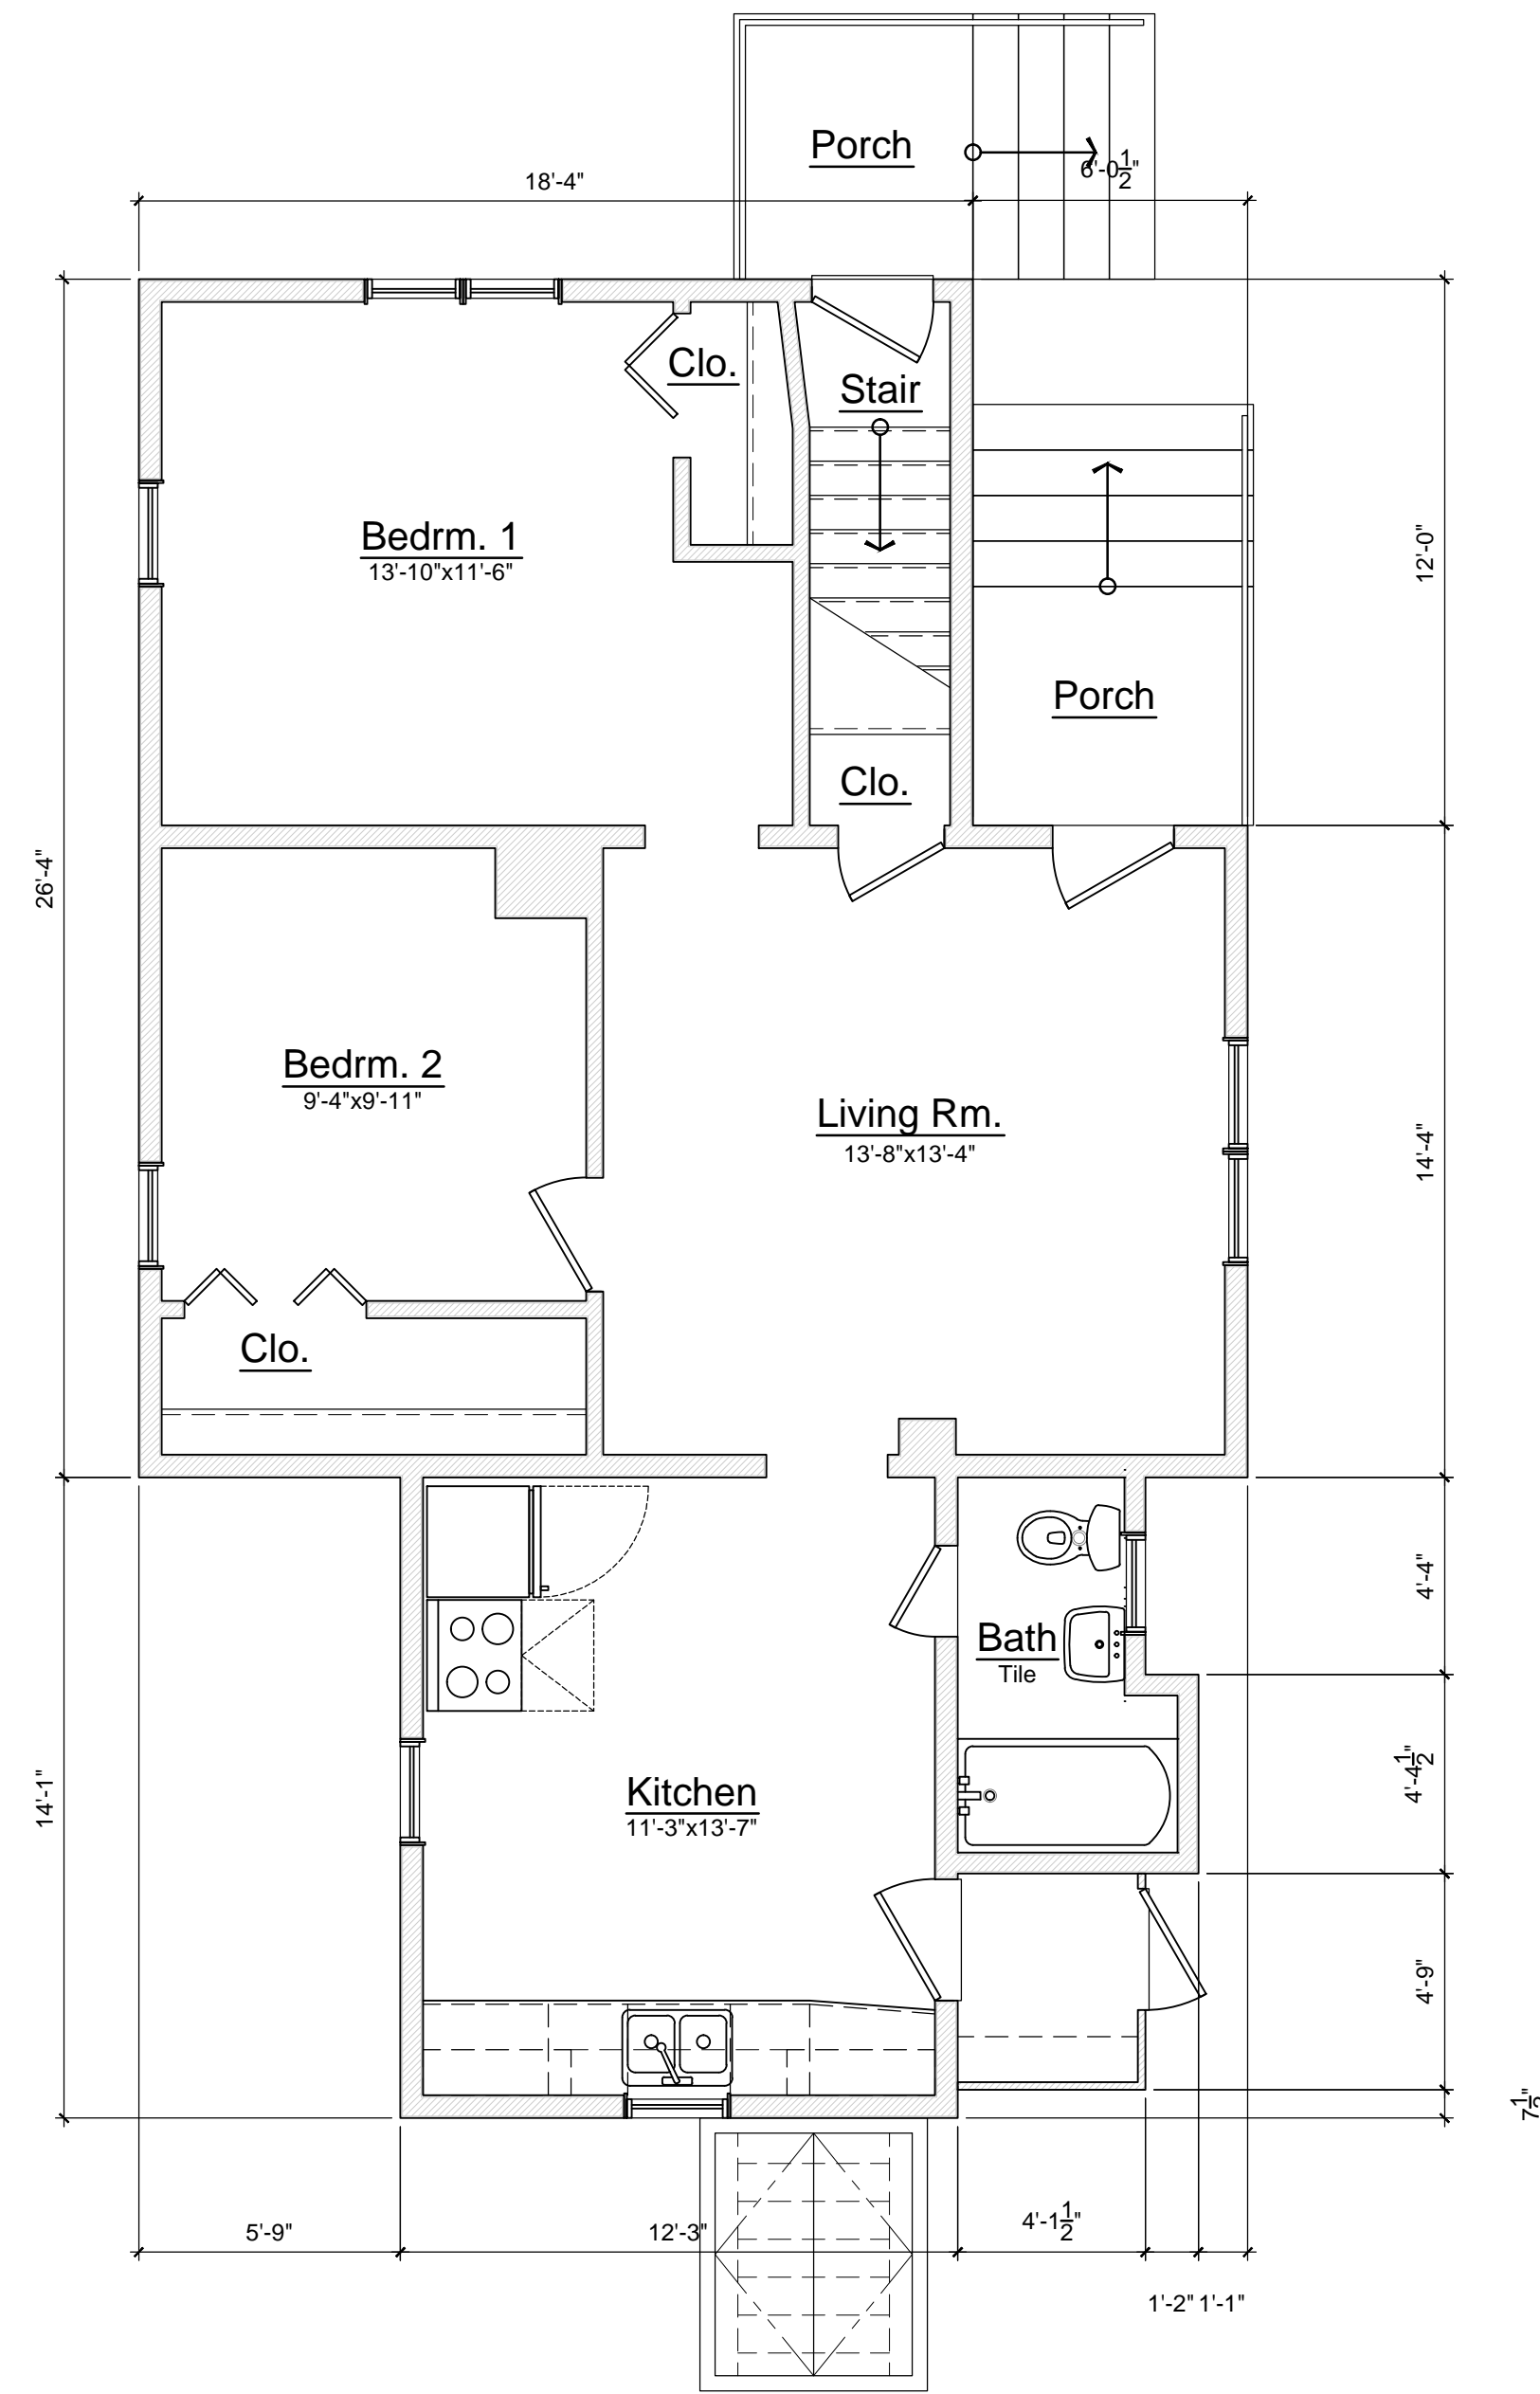 Porch
6'-0 1/2"
18'-4"
Clo.
Stair
Bedrm. 1
13'-10"x11'-6"
12'-0"
Porch
Clo.
26'-4"
Bedrm. 2
9'-4"x9'-11"
Living Rm.
13'-8"x13'-4"
14'-4"
Clo.
4'-4"
Bath
Tile
4'-4 1/2"
Kitchen
11'-3"x13'-7"
14'-1"
4'-9"
5'-9"
12'-3"
4'-1 1/2"
1'-2"
1'-1"